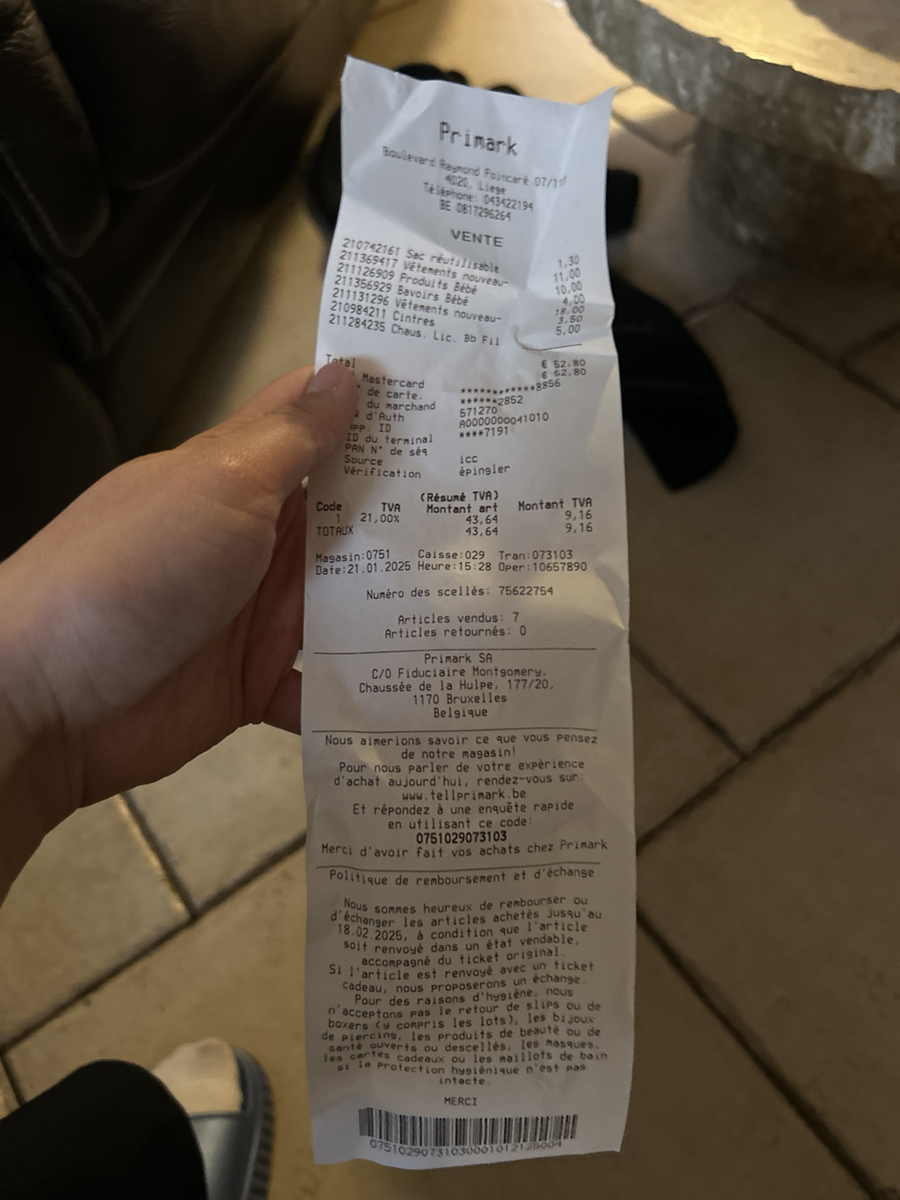 Primark
Boulevard Raymond Poincaré 07/11
4020, Liege
Téléphone: 043422194
BE 0817296264
VENTE
210742161 Sac réutilisable 1,30
211369417 Vêtements nouveau- 11,00
211126909 Produits Bébé 10,00
211356929 Bavoirs Bébé 4,00
211131296 Vêtements nouveau- 18,00
210984211 Cintres 3,50
211284235 Chaus. Lic. Bb Fil 5,00
Total € 52,80
Mastercard € 52,80
de carte. ************8856
du marchand ******2852
d'Auth 571270
ID A0000000041010
ID du terminal ****7191
PAN N° de séq
Source icc
Vérification épingler
(Résumé TVA)
Code TVA Montant art Montant TVA
1 21,00% 43,64 9,16
TOTAUX 43,64 9,16
Magasin:0751 Caisse:029 Tran:073103
Date:21.01.2025 Heure:15:28 Oper:10657890
Numéro des scellés: 75622754
Articles vendus: 7
Articles retournés: 0
Primark SA
C/O Fiduciaire Montgomery,
Chaussée de la Hulpe, 177/20,
1170 Bruxelles
Belgique
Nous aimerions savoir ce que vous pensez
de notre magasin!
Pour nous parler de votre expérience
d'achat aujourd'hui, rendez-vous sur:
www.tellprimark.be
Et répondez à une enquête rapide
en utilisant ce code:
0751029073103
Merci d'avoir fait vos achats chez Primark
Politique de remboursement et d'échange
Nous sommes heureux de rembourser ou
d'échanger les articles achetés jusqu'au
18.02.2025, à condition que l'article
soit renvoyé dans un état vendable,
accompagné du ticket original.
Si l'article est renvoyé avec un ticket
cadeau, nous proposerons un échange.
Pour des raisons d'hygiène, nous
n'acceptons pas le retour de slips ou de
boxers (y compris les lots), les bijoux
de piercing, les produits de beauté ou de
santé ouverts ou descellés, les masques,
les cartes cadeaux ou les maillots de bain
si la protection hygiénique n'est pas
intacte.
MERCI